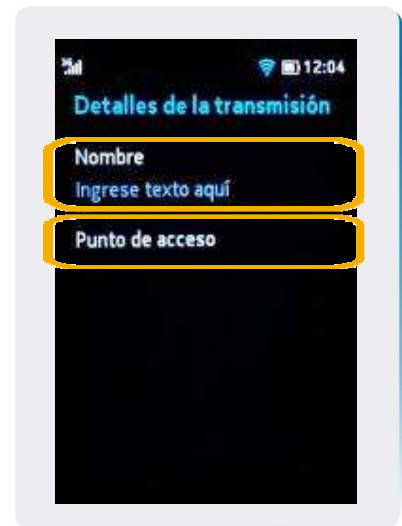 12:04
Detalles de la transmisión
Nombre
Ingrese texto aquí
Punto de acceso